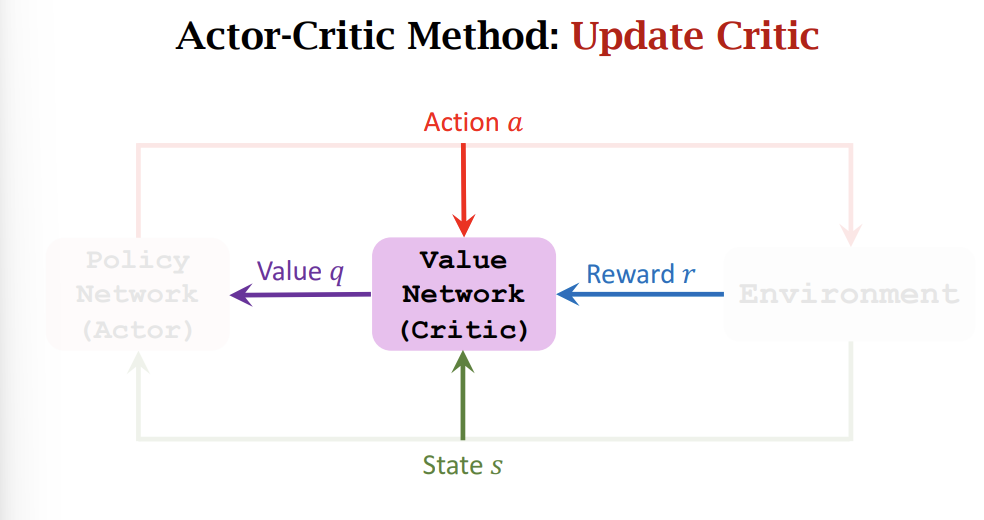 Actor-Critic Method: Update Critic
Action a
Policy
Network
(Actor)
Value q
Value
Network
(Critic)
Reward r
Environment
State s